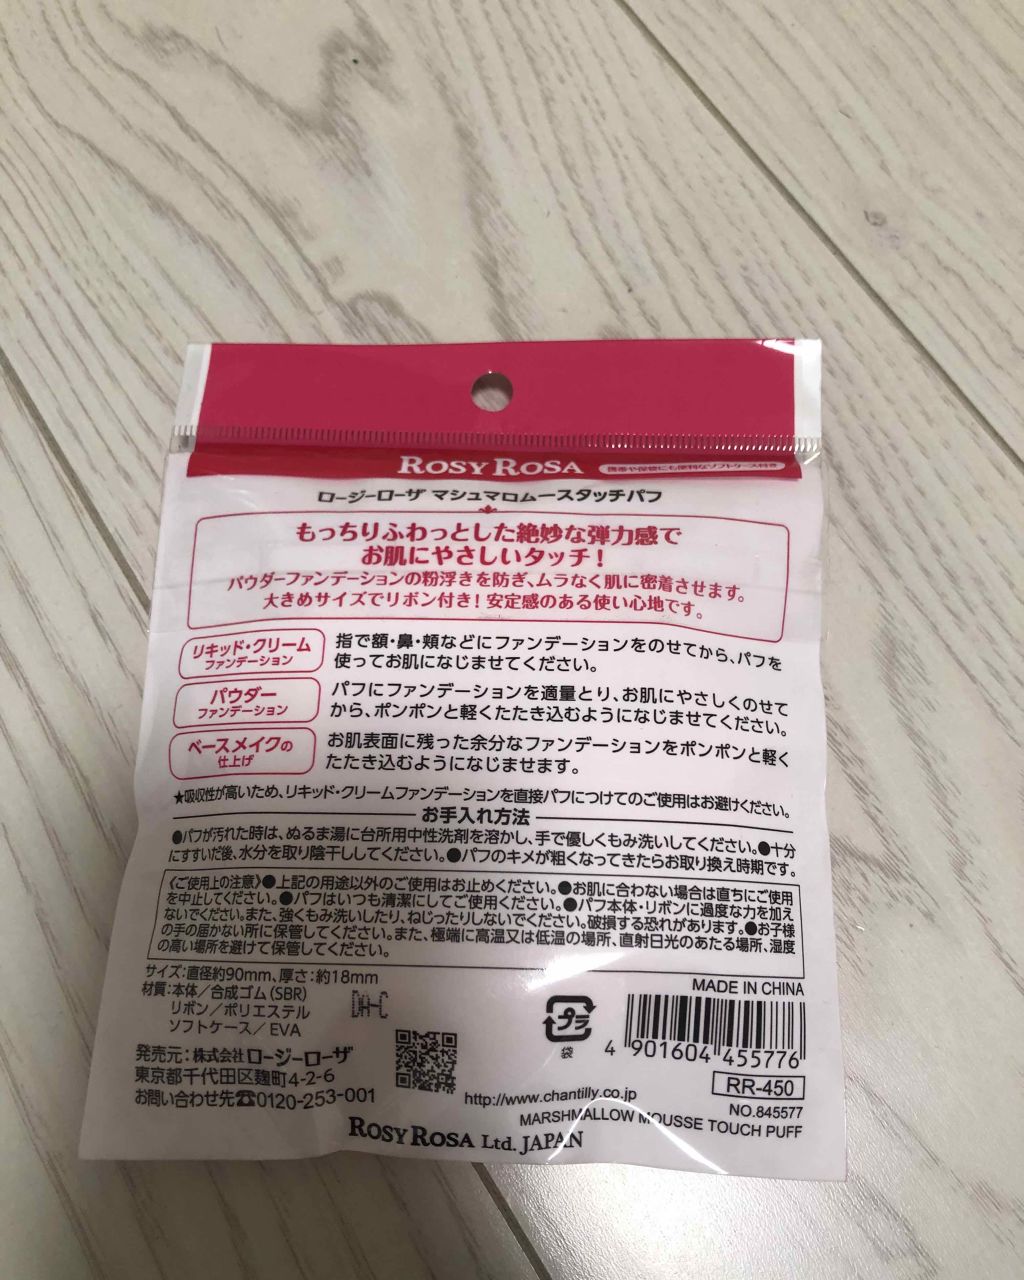 ROSY ROSA 携帯や保管にも便利なソフトケース付き
ロージーローザ マシュマロムースタッチパフ
もっちりふわっとした絶妙な弾力感で
お肌にやさしいタッチ！
パウダーファンデーションの粉浮きを防ぎ、ムラなく肌に密着させます。
大きめサイズでリボン付き！安定感のある使い心地です。
リキッド・クリーム
ファンデーション
指で額・鼻・頬などにファンデーションをのせてから、パフを
使ってお肌になじませてください。
パウダー
ファンデーション
パフにファンデーションを適量とり、お肌にやさしくのせて
から、ポンポンと軽くたたき込むようになじませてください。
ベースメイクの
仕上げ
お肌表面に残った余分なファンデーションをポンポンと軽く
たたき込むようになじませます。
★吸収性が高いため、リキッド・クリームファンデーションを直接パフにつけてのご使用はお避けください。
お手入れ方法
●パフが汚れた時は、ぬるま湯に台所用中性洗剤を溶かし、手で優しくもみ洗いしてください。●十分
にすすいだ後、水分を取り陰干ししてください。●パフのキメが粗くなってきたらお取り換え時期です。
《ご使用上の注意》●上記の用途以外のご使用はお止めください。●お肌に合わない場合は直ちにご使用
を中止してください。●パフはいつも清潔にしてご使用ください。●パフ本体・リボンに過度な力を加え
ないでください。また、強くもみ洗いしたり、ねじったりしないでください。破損する恐れがあります。●お子様
の手の届かない所に保管してください。また、極端に高温又は低温の場所、直射日光のあたる場所、湿度
の高い場所を避けて保管してください。
サイズ：直径約90mm、厚さ：約18mm
材質：本体／合成ゴム（SBR）
リボン／ポリエステル
ソフトケース／EVA
MADE IN CHINA
プラ
袋
4 901604 455776
発売元：株式会社ロージーローザ
東京都千代田区麹町4-2-6
お問い合わせ先☎0120-253-001
RR-450
http://www.chantilly.co.jp
NO.845577
MARSHMALLOW MOUSSE TOUCH PUFF
ROSY ROSA Ltd. JAPAN